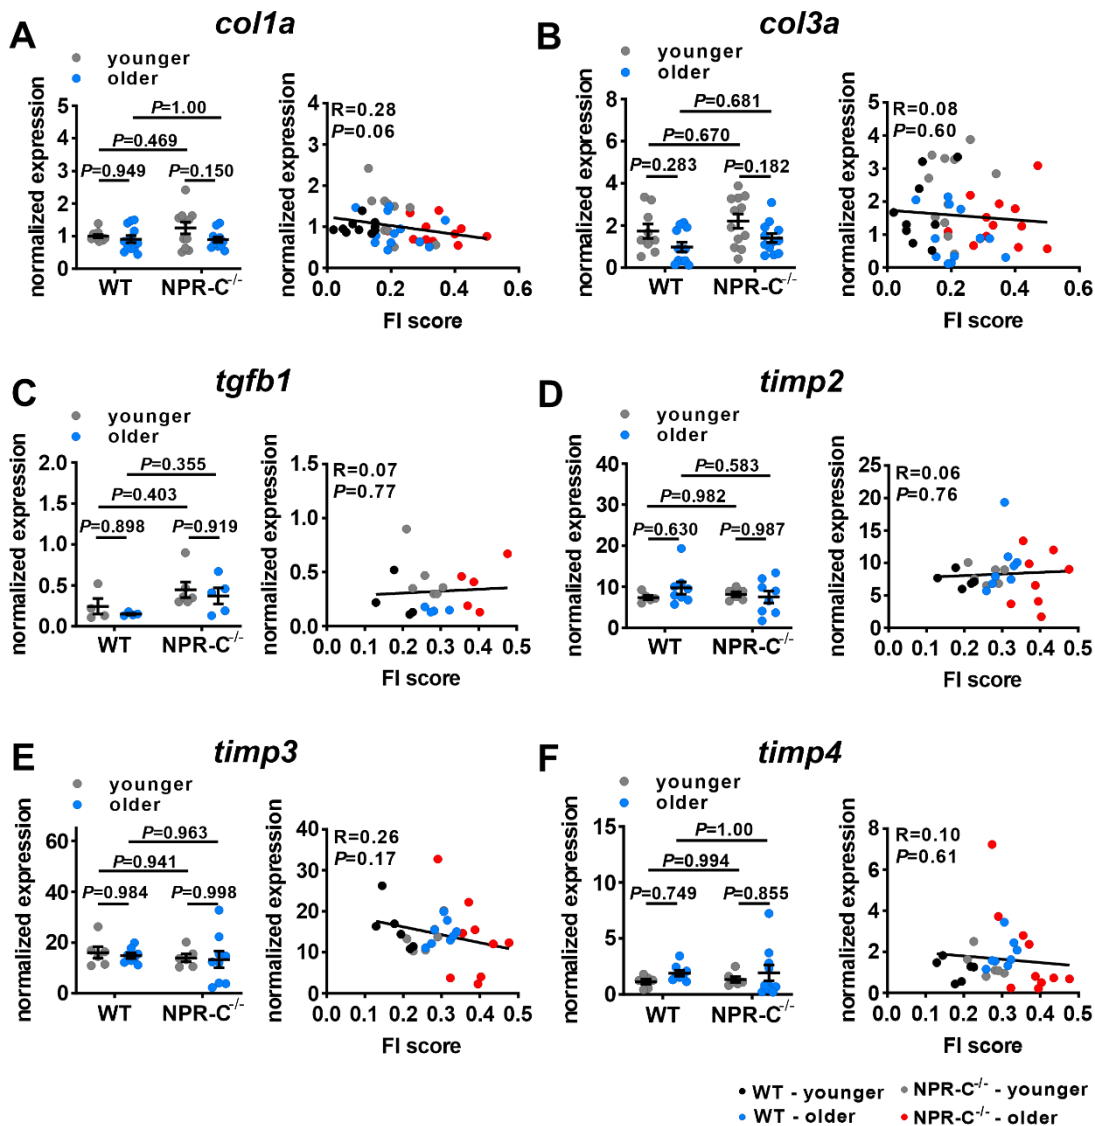 A
col1a
younger
older
normalized expression
5
4
3
2
1
0
P=1.00
P=0.469
P=0.949
P=0.150
WT
NPR-C-/-
normalized expression
4
3
2
1
0
R=0.28
P=0.06
0.0 0.2 0.4 0.6
FI score
B
col3a
younger
older
normalized expression
8
6
4
2
0
P=0.681
P=0.670
P=0.283
P=0.182
WT
NPR-C-/-
normalized expression
5
4
3
2
1
0
R=0.08
P=0.60
0.0 0.2 0.4 0.6
FI score
C
tgfb1
younger
older
normalized expression
2.0
1.5
1.0
0.5
0.0
P=0.355
P=0.403
P=0.898
P=0.919
WT
NPR-C-/-
normalized expression
1.5
1.0
0.5
0.0
R=0.07
P=0.77
0.0 0.1 0.2 0.3 0.4 0.5
FI score
D
timp2
younger
older
normalized expression
40
30
20
10
0
P=0.583
P=0.982
P=0.630
P=0.987
WT
NPR-C-/-
normalized expression
25
20
15
10
5
0
R=0.06
P=0.76
0.0 0.1 0.2 0.3 0.4 0.5
FI score
E
timp3
younger
older
normalized expression
60
40
20
0
P=0.963
P=0.941
P=0.984
P=0.998
WT
NPR-C-/-
normalized expression
40
30
20
10
0
R=0.26
P=0.17
0.0 0.1 0.2 0.3 0.4 0.5
FI score
F
timp4
younger
older
normalized expression
15
10
5
0
P=1.00
P=0.994
P=0.749
P=0.855
WT
NPR-C-/-
normalized expression
8
6
4
2
0
R=0.10
P=0.61
0.0 0.1 0.2 0.3 0.4 0.5
FI score
WT - younger
NPR-C-/- - younger
WT - older
NPR-C-/- - older